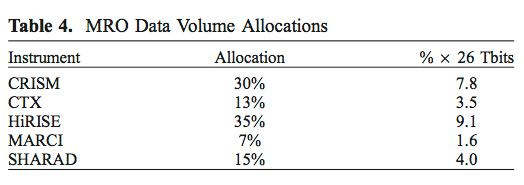 Table 4. MRO Data Volume Allocations
Instrument Allocation % × 26 Tbits
CRISM 30% 7.8
CTX 13% 3.5
HiRISE 35% 9.1
MARCI 7% 1.6
SHARAD 15% 4.0